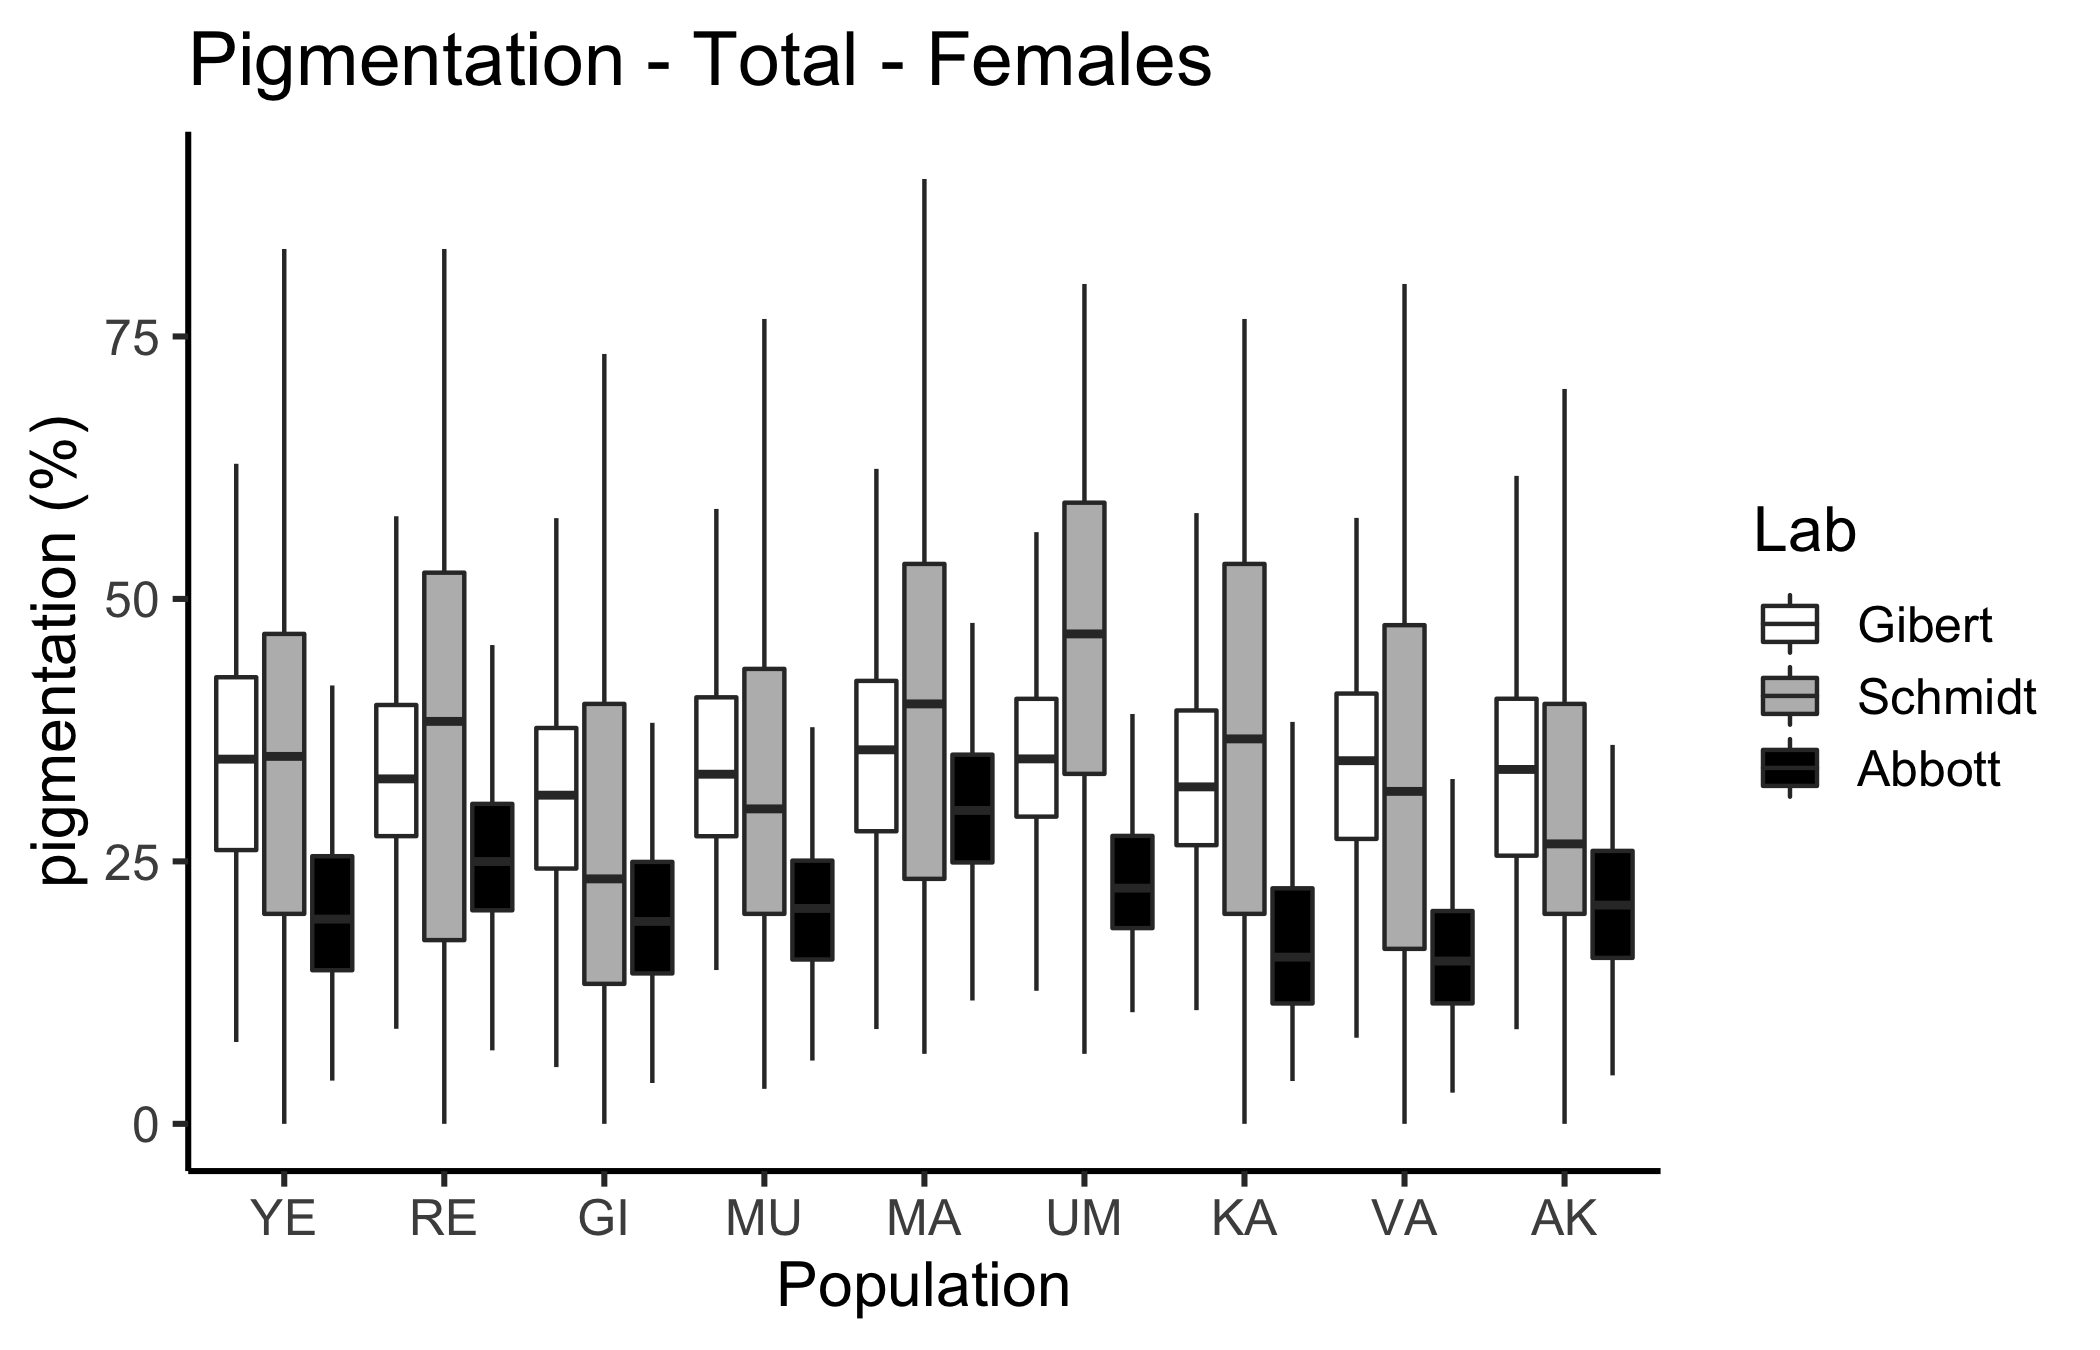 Pigmentation - Total - Females
pigmentation (%)
75
50
25
0
YE RE GI MU MA UM KA VA AK
Population
Lab
Gibert
Schmidt
Abbott